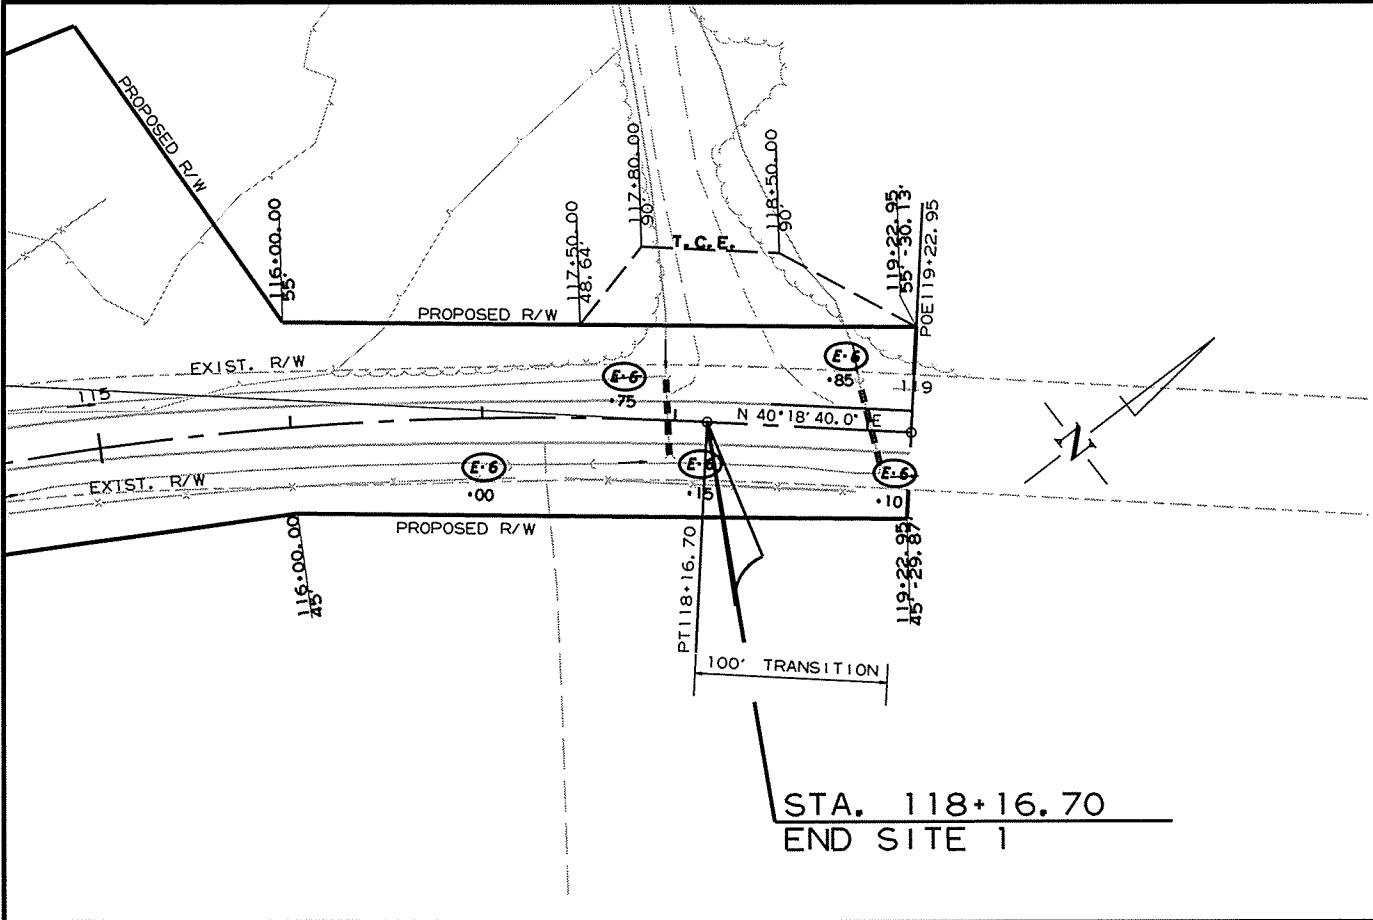 PROPOSED R/W
116+00.00
55'
117+50.00
48.64'
117+80.00
90'
T.C.E.
118+50.00
90'
119+22.95
55'-30.13'
POE119+22.95
PROPOSED R/W
EXIST. R/W
115
E-6
.75
E-6
.85
119
N 40°18'40.0" E
EXIST. R/W
E-6
.00
E-6
.15
E-6
.10
N
PROPOSED R/W
116+00.00
45'
PT118+16.70
119+22.95
45'-29.87'
100' TRANSITION
STA. 118+16.70
END SITE 1